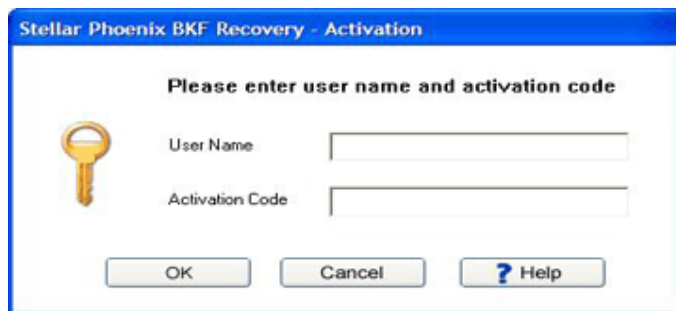 Stellar Phoenix BKF Recovery - Activation
Please enter user name and activation code
User Name
Activation Code
OK
Cancel
? Help